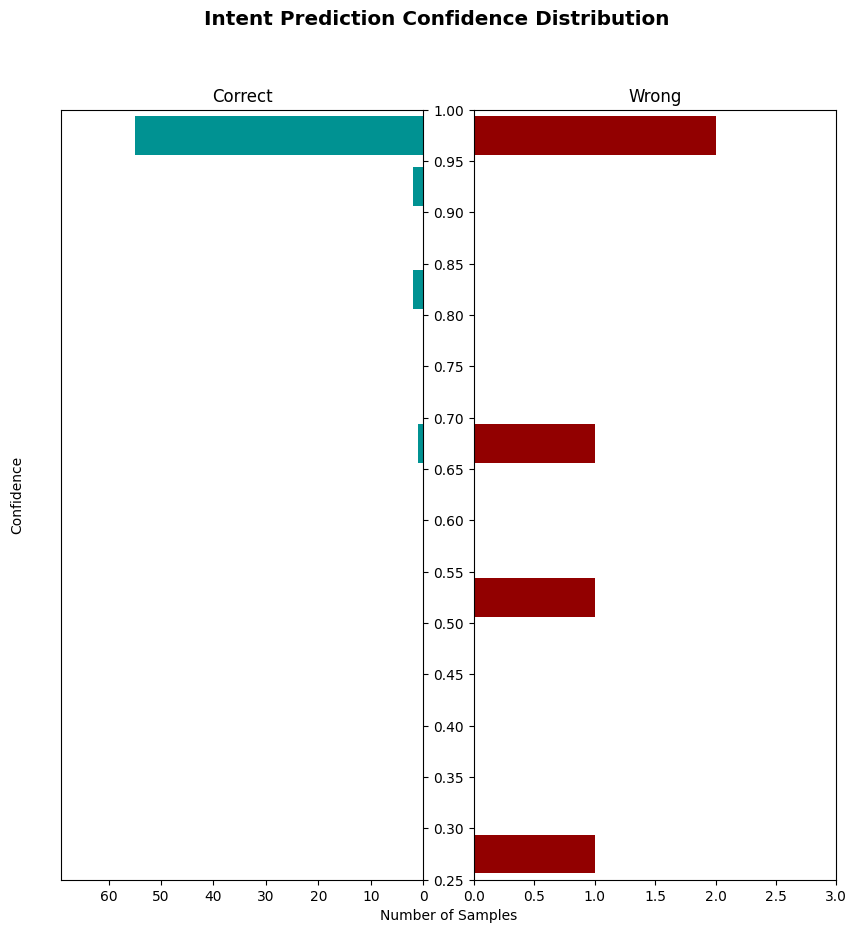 Intent Prediction Confidence Distribution
Correct
Wrong
1.00
0.95
0.90
0.85
0.80
0.75
0.70
0.65
0.60
0.55
0.50
0.45
0.40
0.35
0.30
0.25
Confidence
60 50 40 30 20 10 0
0.0 0.5 1.0 1.5 2.0 2.5 3.0
Number of Samples